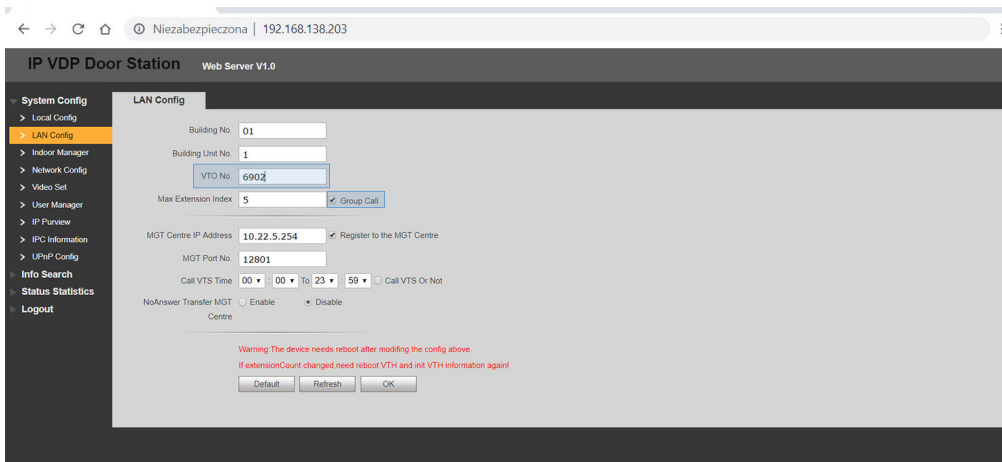 Niezabezpieczona | 192.168.138.203
IP VDP Door Station Web Server V1.0
System Config
Local Config
LAN Config
Indoor Manager
Network Config
Video Set
User Manager
IP Purview
IPC Information
UPnP Config
Info Search
Status Statistics
Logout
LAN Config
Building No. 01
Building Unit No. 1
VTO No. 6902
Max Extension Index 5 Group Call
MGT Centre IP Address 10.22.5.254 Register to the MGT Centre
MGT Port No. 12801
Call VTS Time 00 : 00 To 23 : 59 Call VTS Or Not
NoAnswer Transfer MGT Enable Disable
Centre
Warning:The device needs reboot after modifing the config above.
If extensionCount changed,need reboot VTH and init VTH information again!
Default Refresh OK